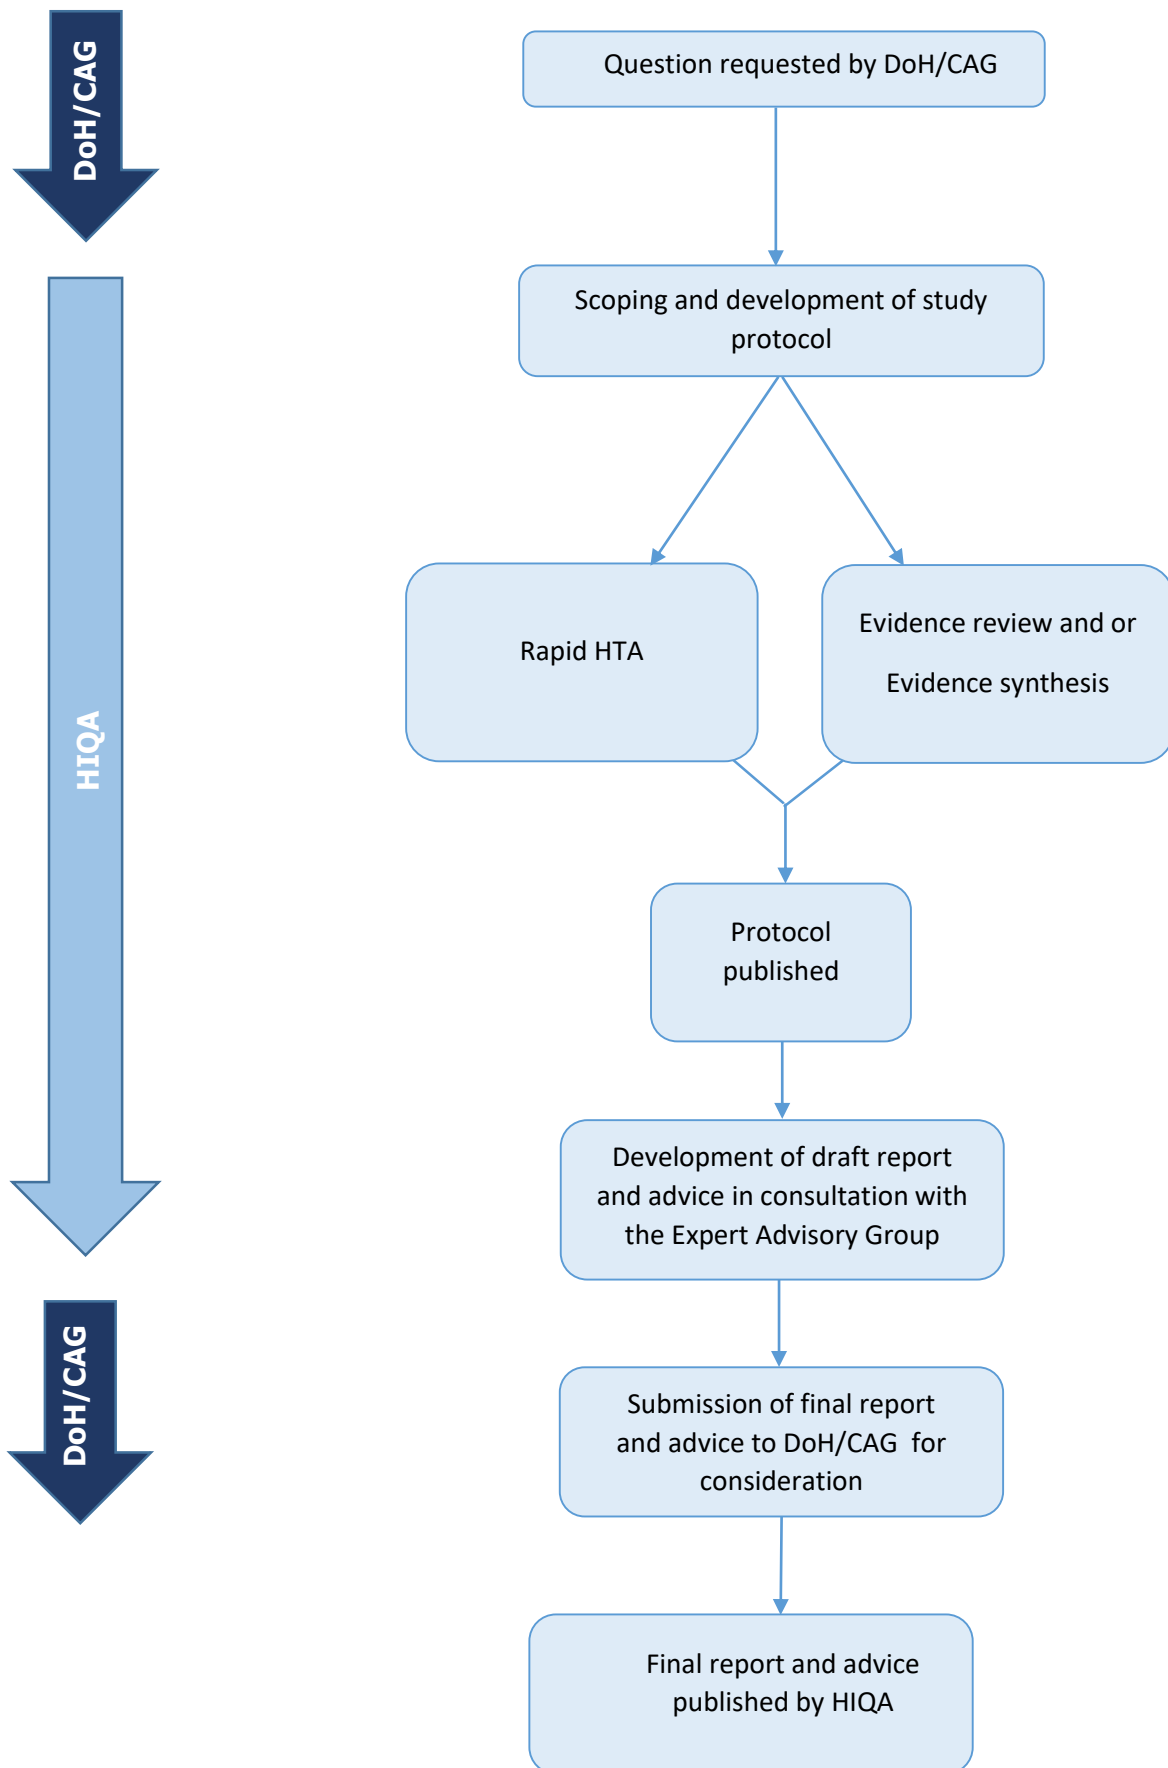 DoH/CAG
Question requested by DoH/CAG
Scoping and development of study
protocol
HIQA
Rapid HTA
Evidence review and or
Evidence synthesis
Protocol
published
Development of draft report
and advice in consultation with
the Expert Advisory Group
DoH/CAG
Submission of final report
and advice to DoH/CAG for
consideration
Final report and advice
published by HIQA